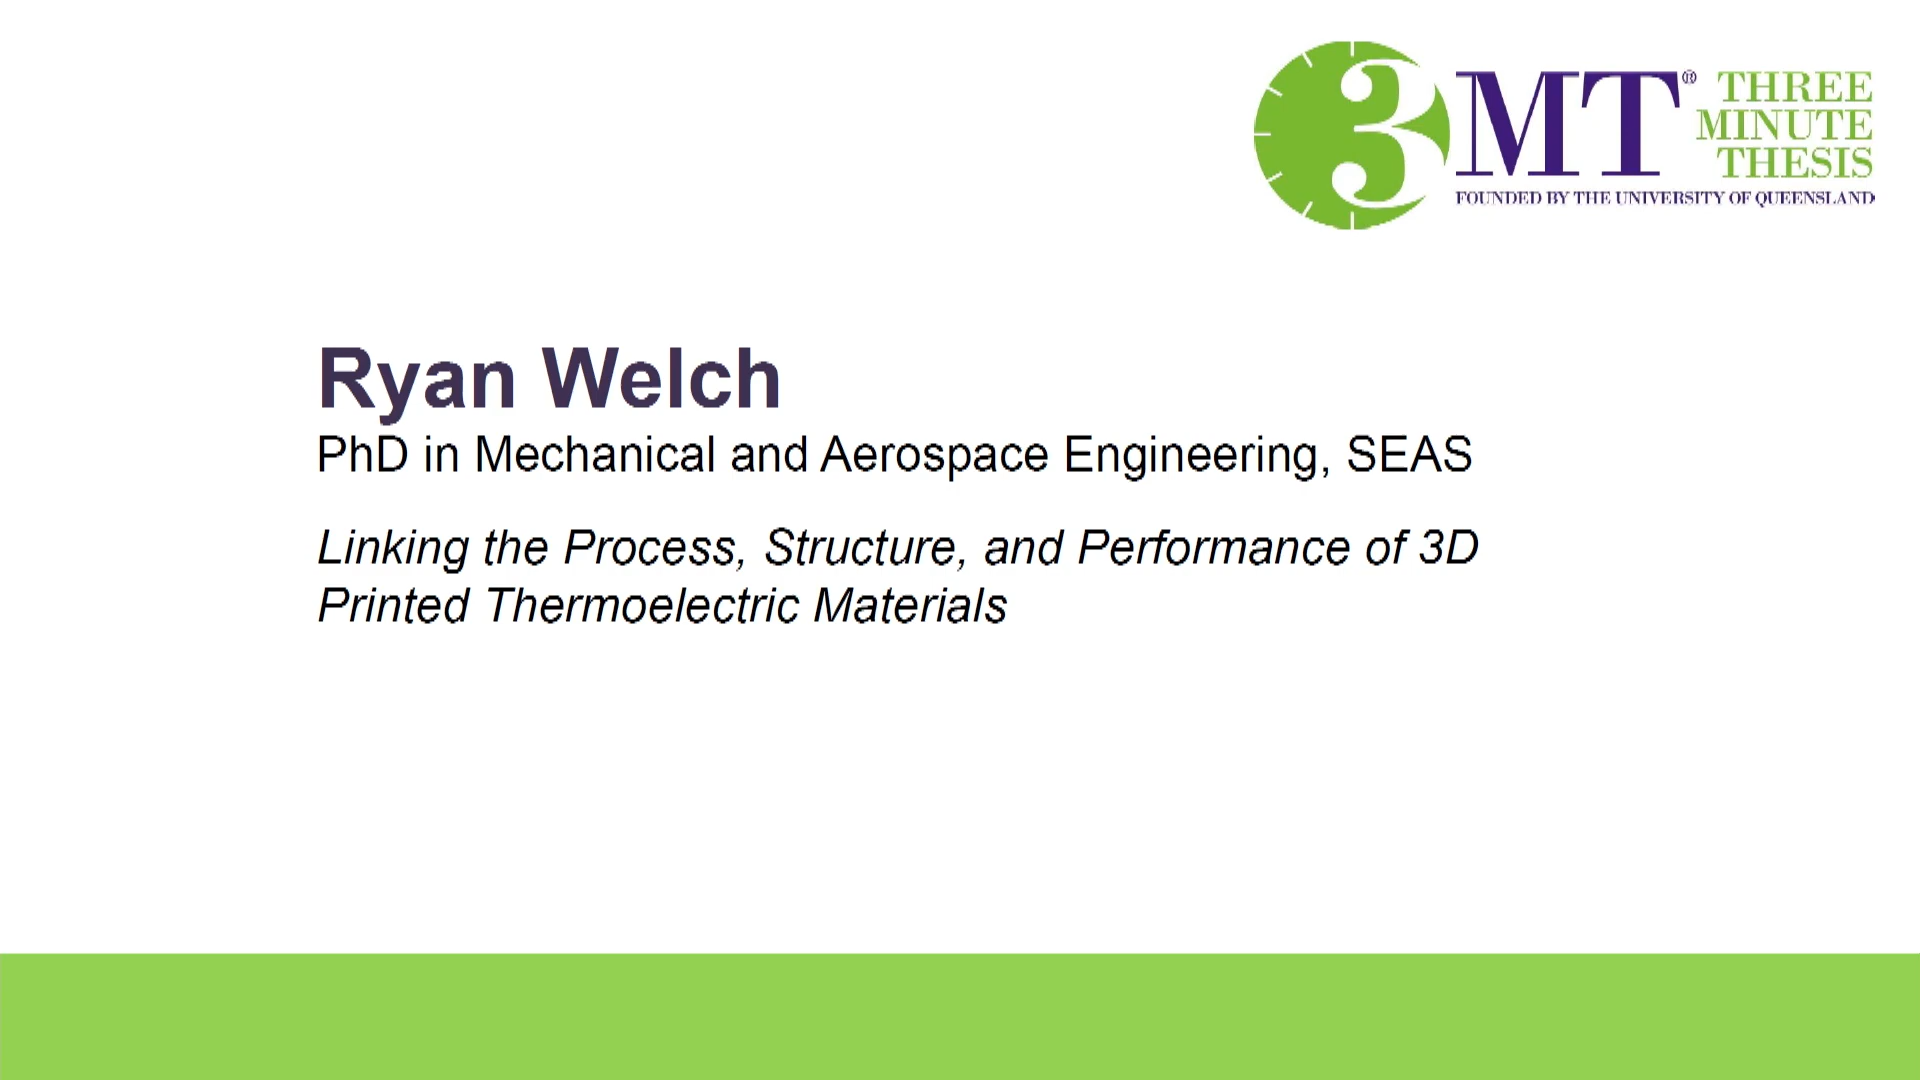 3MT® THREE
MINUTE
THESIS
FOUNDED BY THE UNIVERSITY OF QUEENSLAND
Ryan Welch
PhD in Mechanical and Aerospace Engineering, SEAS
Linking the Process, Structure, and Performance of 3D
Printed Thermoelectric Materials